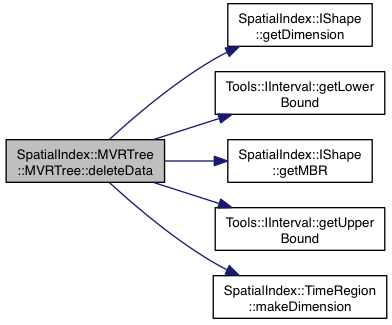 SpatialIndex::IShape
::getDimension
Tools::IInterval::getLower
Bound
SpatialIndex::MVRTree
::MVRTree::deleteData
SpatialIndex::IShape
::getMBR
Tools::IInterval::getUpper
Bound
SpatialIndex::TimeRegion
::makeDimension